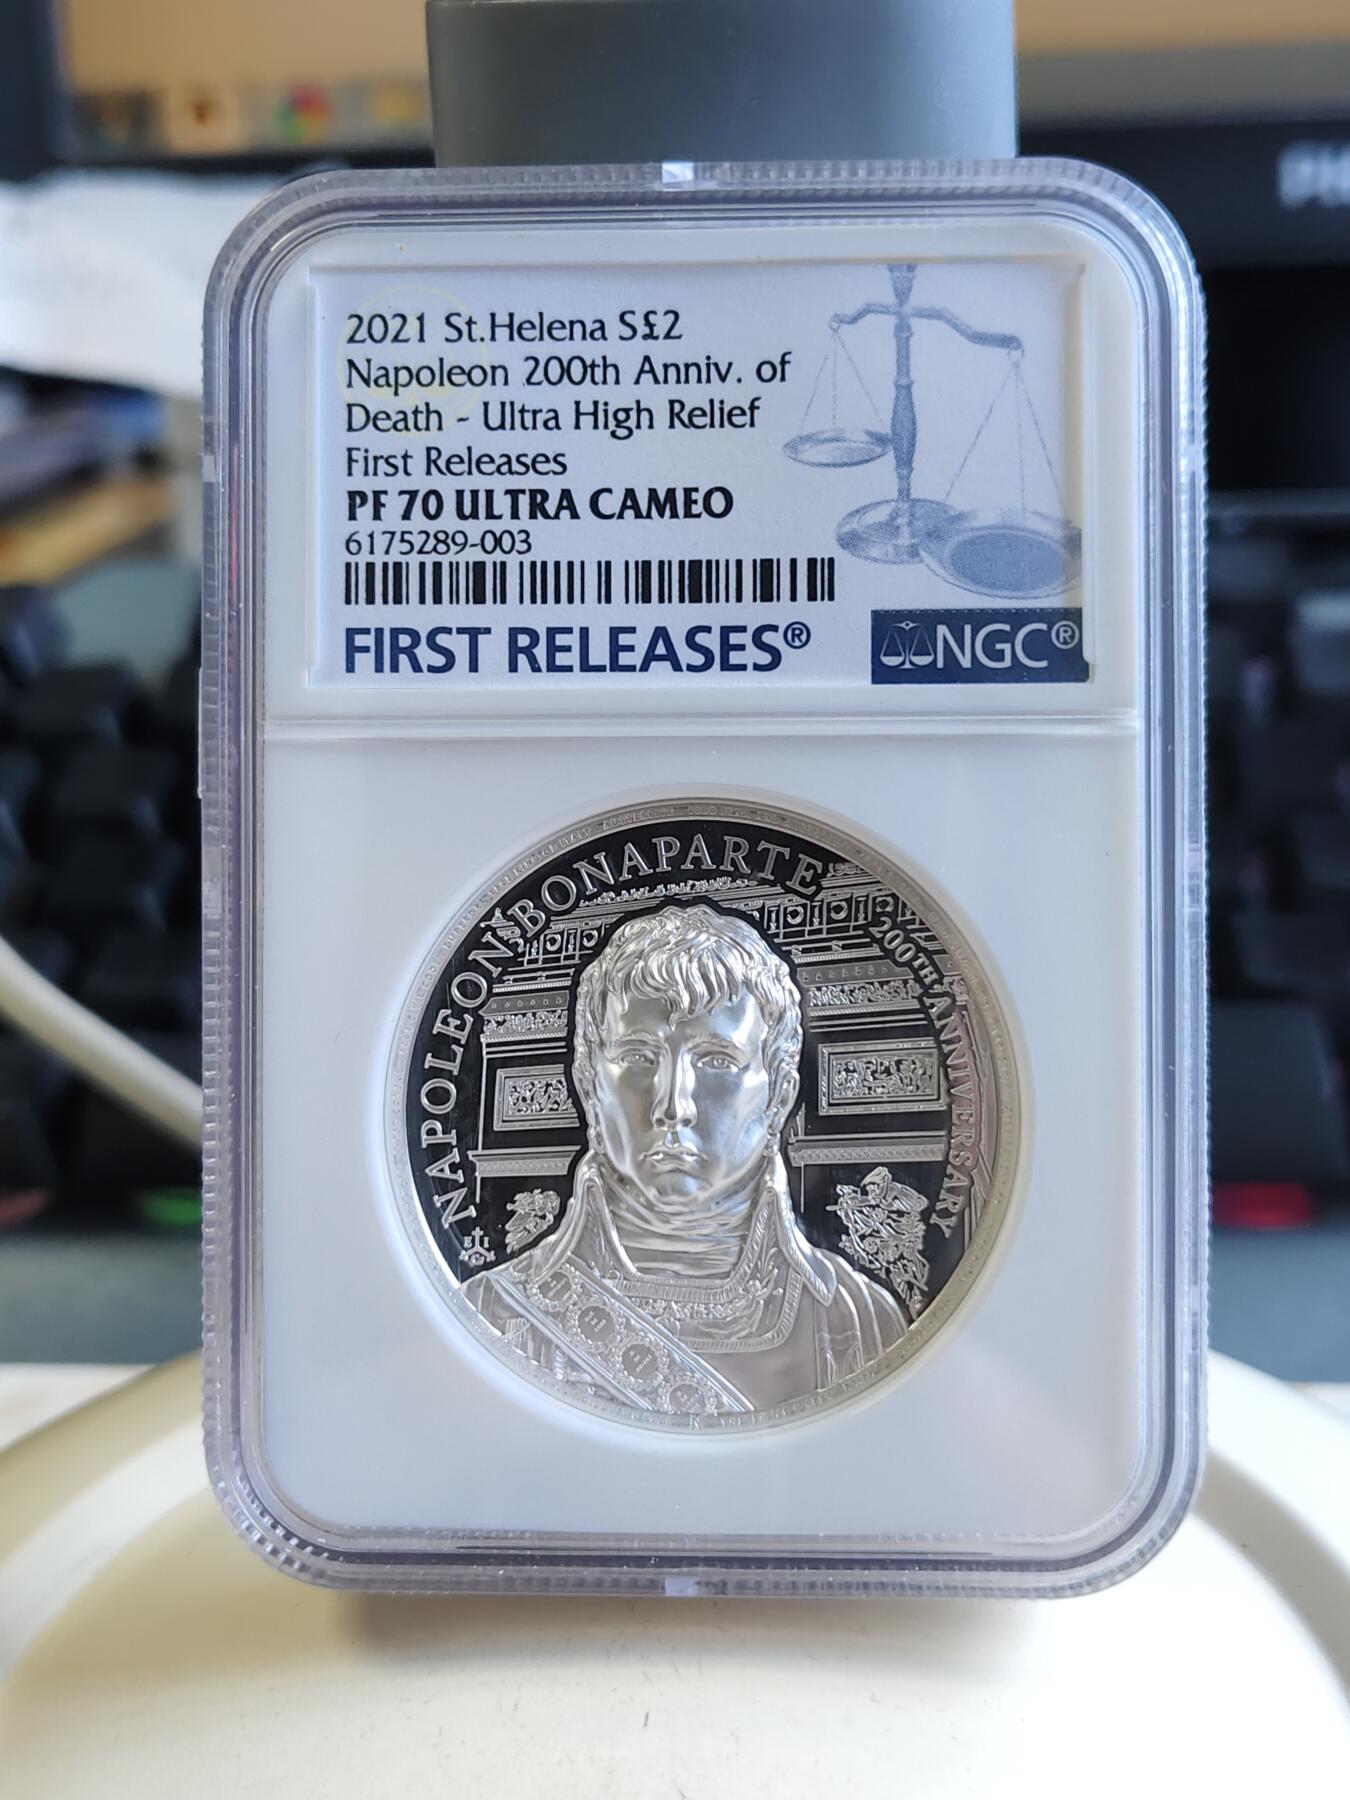 2021 St.Helena S£2
Napoleon 200th Anniv. of
Death - Ultra High Relief
First Releases
PF 70 ULTRA CAMEO
6175289-003
FIRST RELEASES®
NGC®
NAPOLEON BONAPARTE
200TH ANNIVERSARY